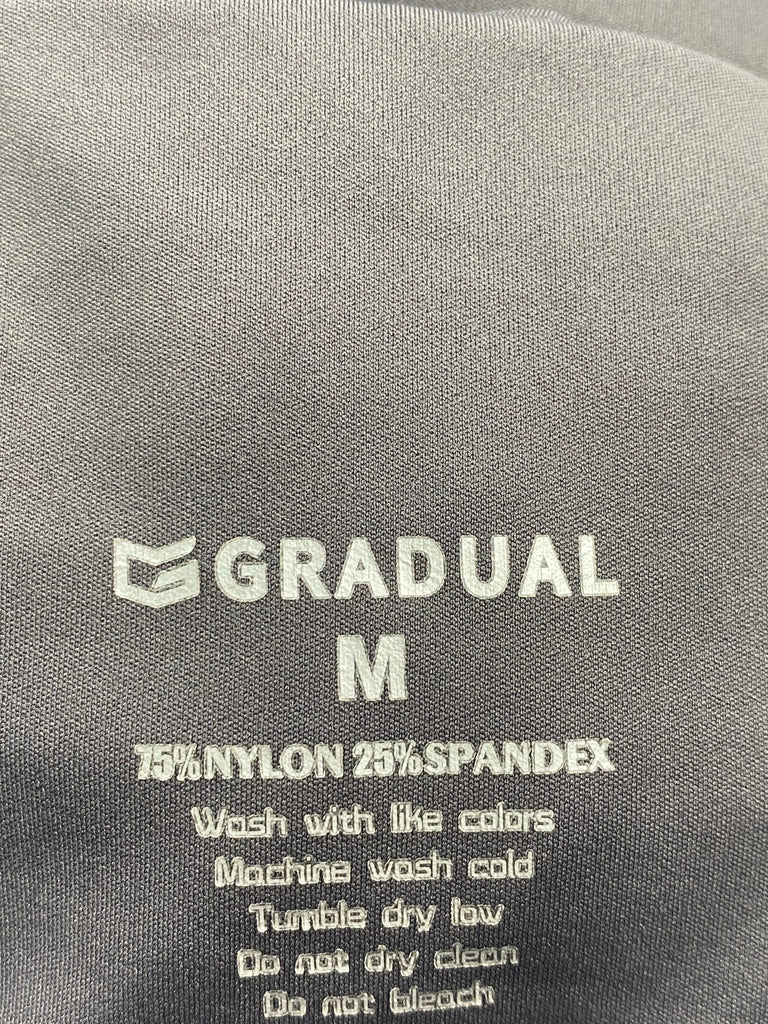 GRADUAL
M
75%NYLON 25%SPANDEX
Wash with like colors
Machine wash cold
Tumble dry low
Do not dry clean
Do not bleach